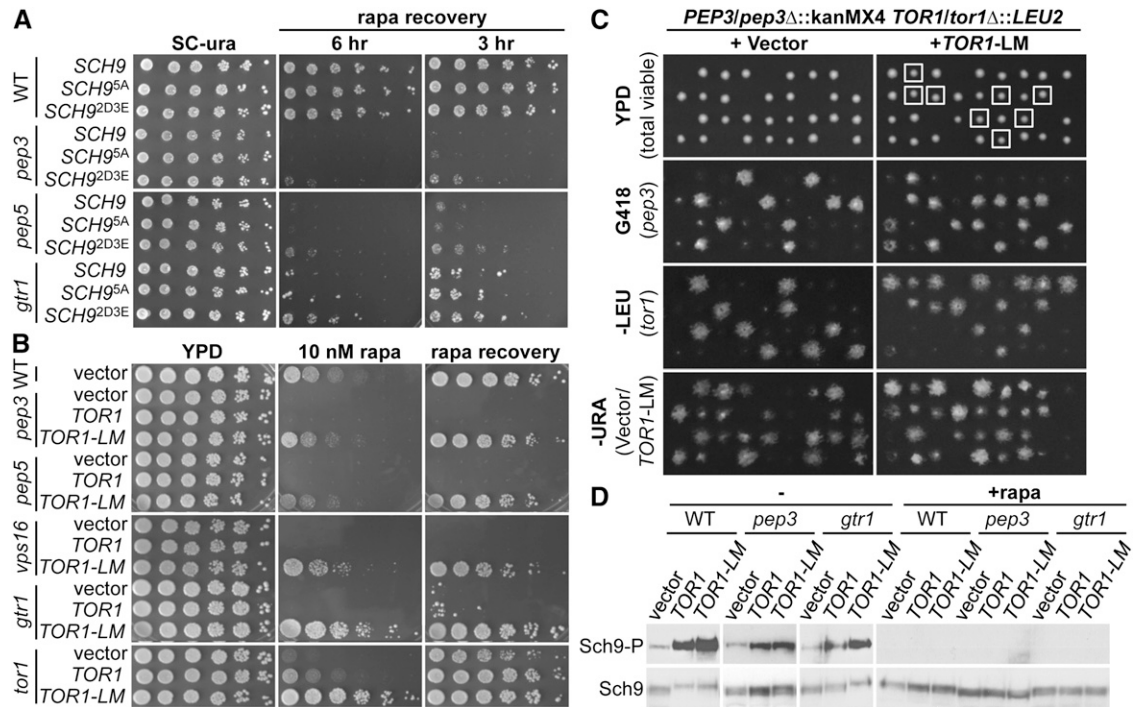 A
rapa recovery
SC-ura
6 hr
3 hr
WT
SCH9
SCH9^5A
SCH9^2D3E
pep3
SCH9
SCH9^5A
SCH9^2D3E
pep5
SCH9
SCH9^5A
SCH9^2D3E
gtr1
SCH9
SCH9^5A
SCH9^2D3E
B
YPD
10 nM rapa
rapa recovery
WT
vector
pep3
vector
TOR1
TOR1-LM
pep5
vector
TOR1
TOR1-LM
vps16
vector
TOR1
TOR1-LM
gtr1
vector
TOR1
TOR1-LM
tor1
vector
TOR1
TOR1-LM
C
PEP3/pep3Δ::kanMX4 TOR1/tor1Δ::LEU2
+ Vector
+TOR1-LM
YPD
(total viable)
G418
(pep3)
-LEU
(tor1)
-URA
(Vector/
TOR1-LM)
D
-
+rapa
WT
pep3
gtr1
WT
pep3
gtr1
vector
TOR1
TOR1-LM
vector
TOR1
TOR1-LM
vector
TOR1
TOR1-LM
vector
TOR1
TOR1-LM
vector
TOR1
TOR1-LM
vector
TOR1
TOR1-LM
Sch9-P
Sch9